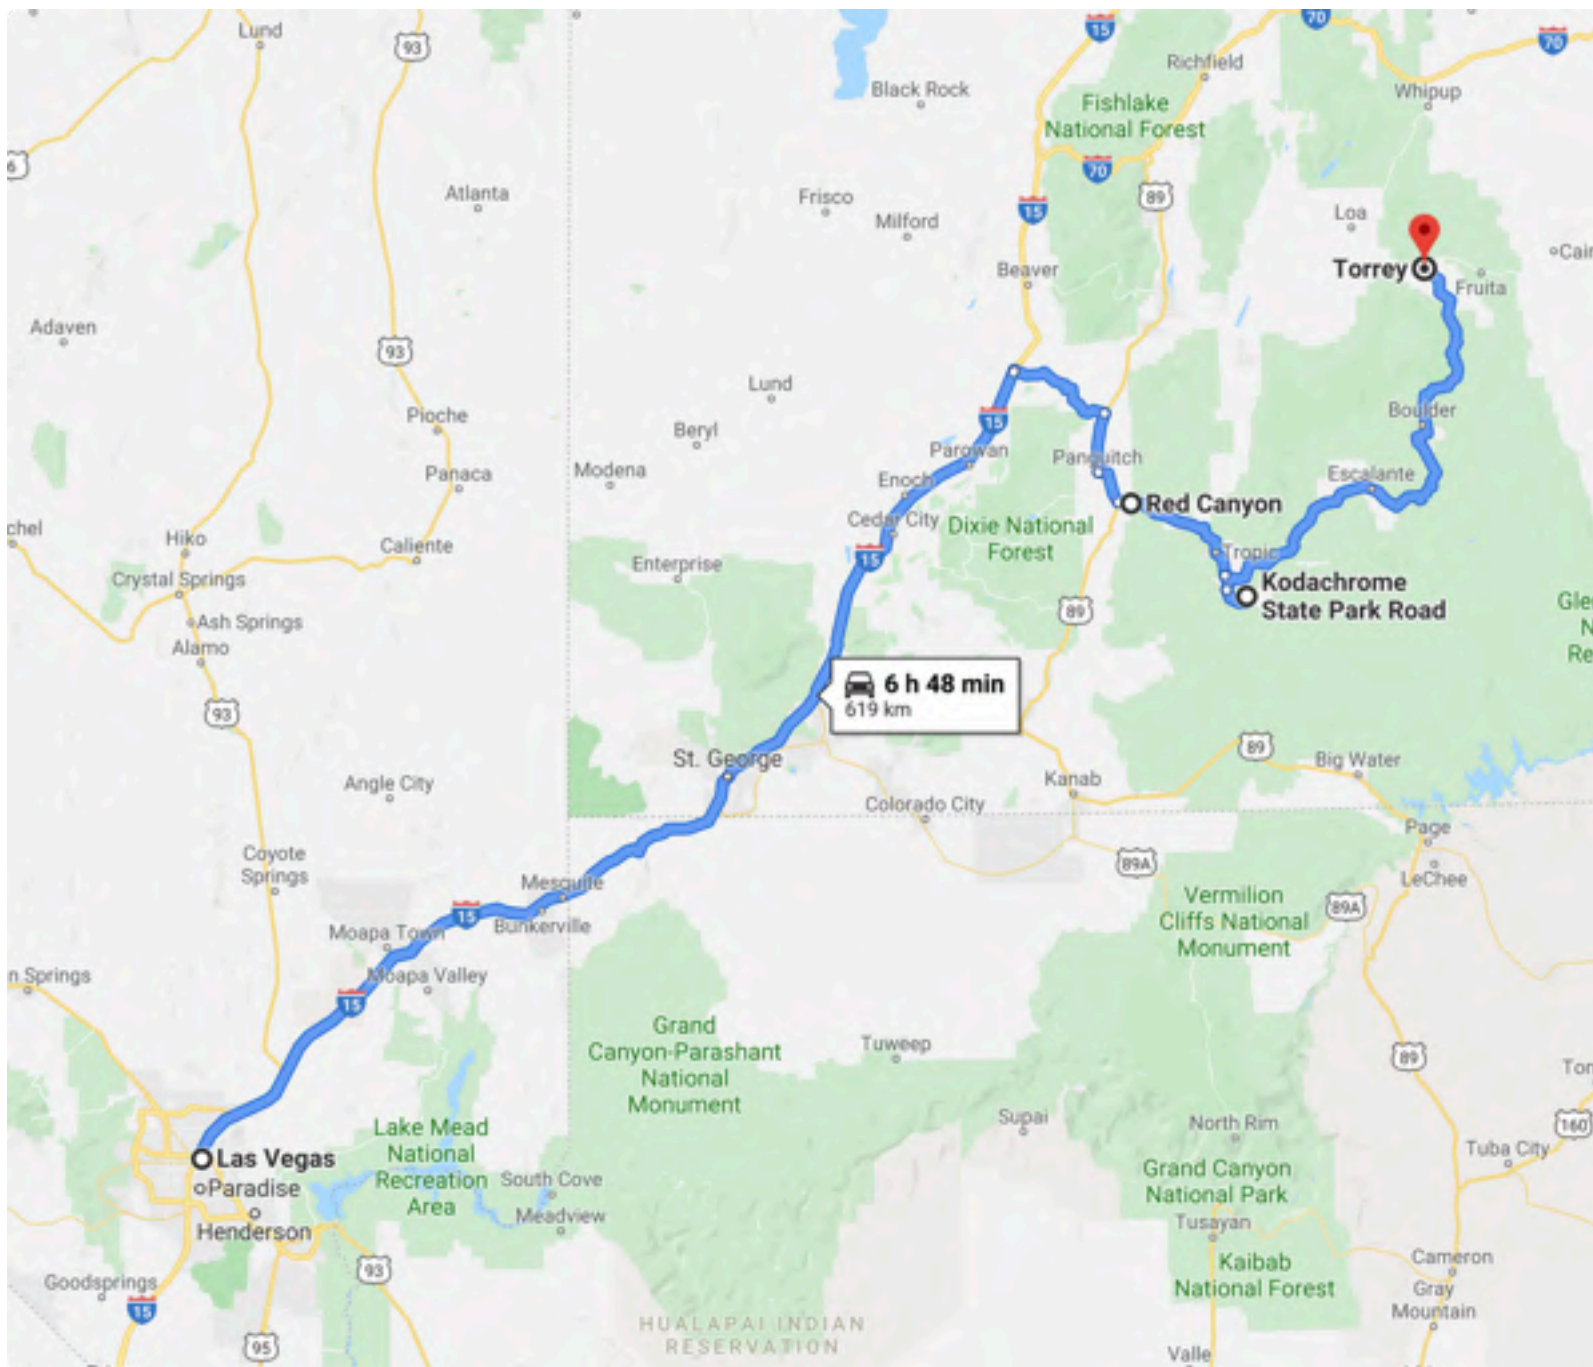 Lund
93
15
70
70
Richfield
Black Rock
Whipup
Fishlake
National Forest
6
70
Atlanta
Frisco
89
Loa
15
Milford
Torrey
Beaver
Fruita
Adaven
93
Lund
Pioche
Boulder
15
Beryl
Parowan
Panguitch
Modena
Panaca
Enoch
Escalante
Red Canyon
Cedar City
Dixie National
Forest
Hiko
Caliente
15
Tropic
Enterprise
Crystal Springs
Kodachrome
State Park Road
Ash Springs
89
Alamo
6 h 48 min
619 km
93
St. George
89
Big Water
Kanab
Angle City
Colorado City
Page
Coyote
Springs
89A
LeChee
Mesquite
Vermilion
Cliffs National
Monument
89A
15
Bunkerville
Moapa Town
n Springs
Moapa Valley
15
Grand
Canyon-Parashant
National
Monument
Tuweep
89
Supai
North Rim
160
Lake Mead
National
Recreation
Area
Las Vegas
Tuba City
Grand Canyon
National Park
Paradise
South Cove
Meadview
Henderson
Tusayan
Cameron
93
Kaibab
National Forest
Goodsprings
15
Gray
Mountain
HUALAPAI INDIAN
RESERVATION
95
Valle